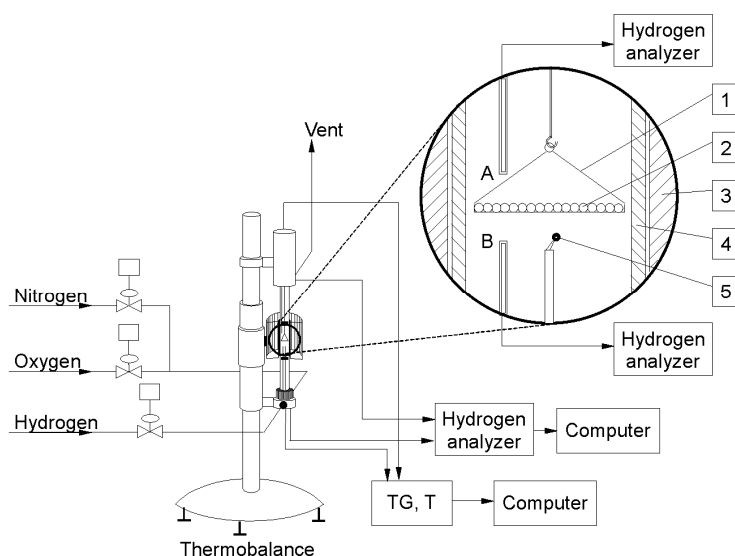 Hydrogen
analyzer
Vent
1
2
3
4
5
A
B
Nitrogen
Oxygen
Hydrogen
Hydrogen
analyzer
Hydrogen
analyzer
Computer
TG, T
Computer
Thermobalance